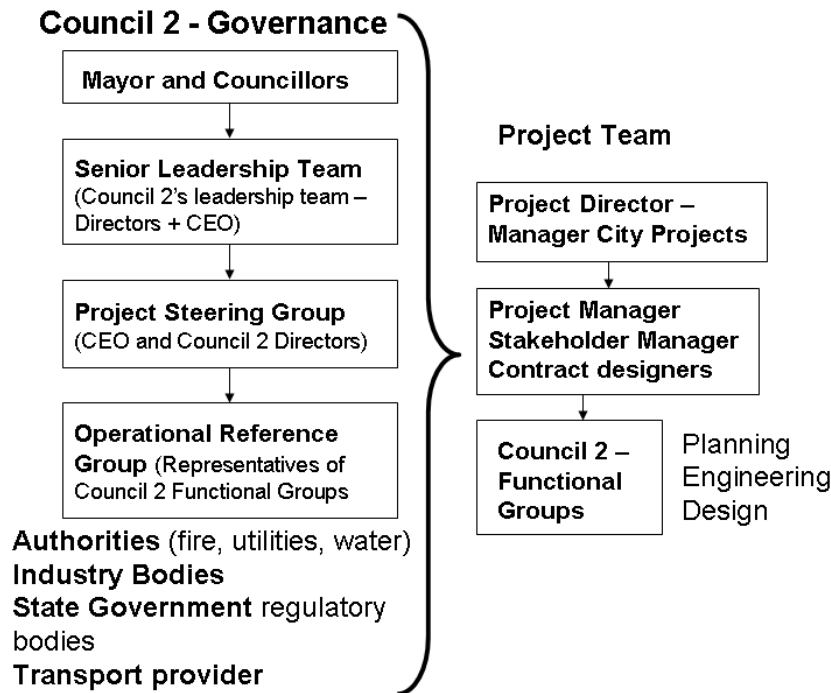 Council 2 - Governance
Mayor and Councillors
Senior Leadership Team
(Council 2's leadership team –
Directors + CEO)
Project Steering Group
(CEO and Council 2 Directors)
Operational Reference
Group (Representatives of
Council 2 Functional Groups
Authorities (fire, utilities, water)
Industry Bodies
State Government regulatory
bodies
Transport provider
Project Team
Project Director –
Manager City Projects
Project Manager
Stakeholder Manager
Contract designers
Council 2 –
Functional
Groups
Planning
Engineering
Design